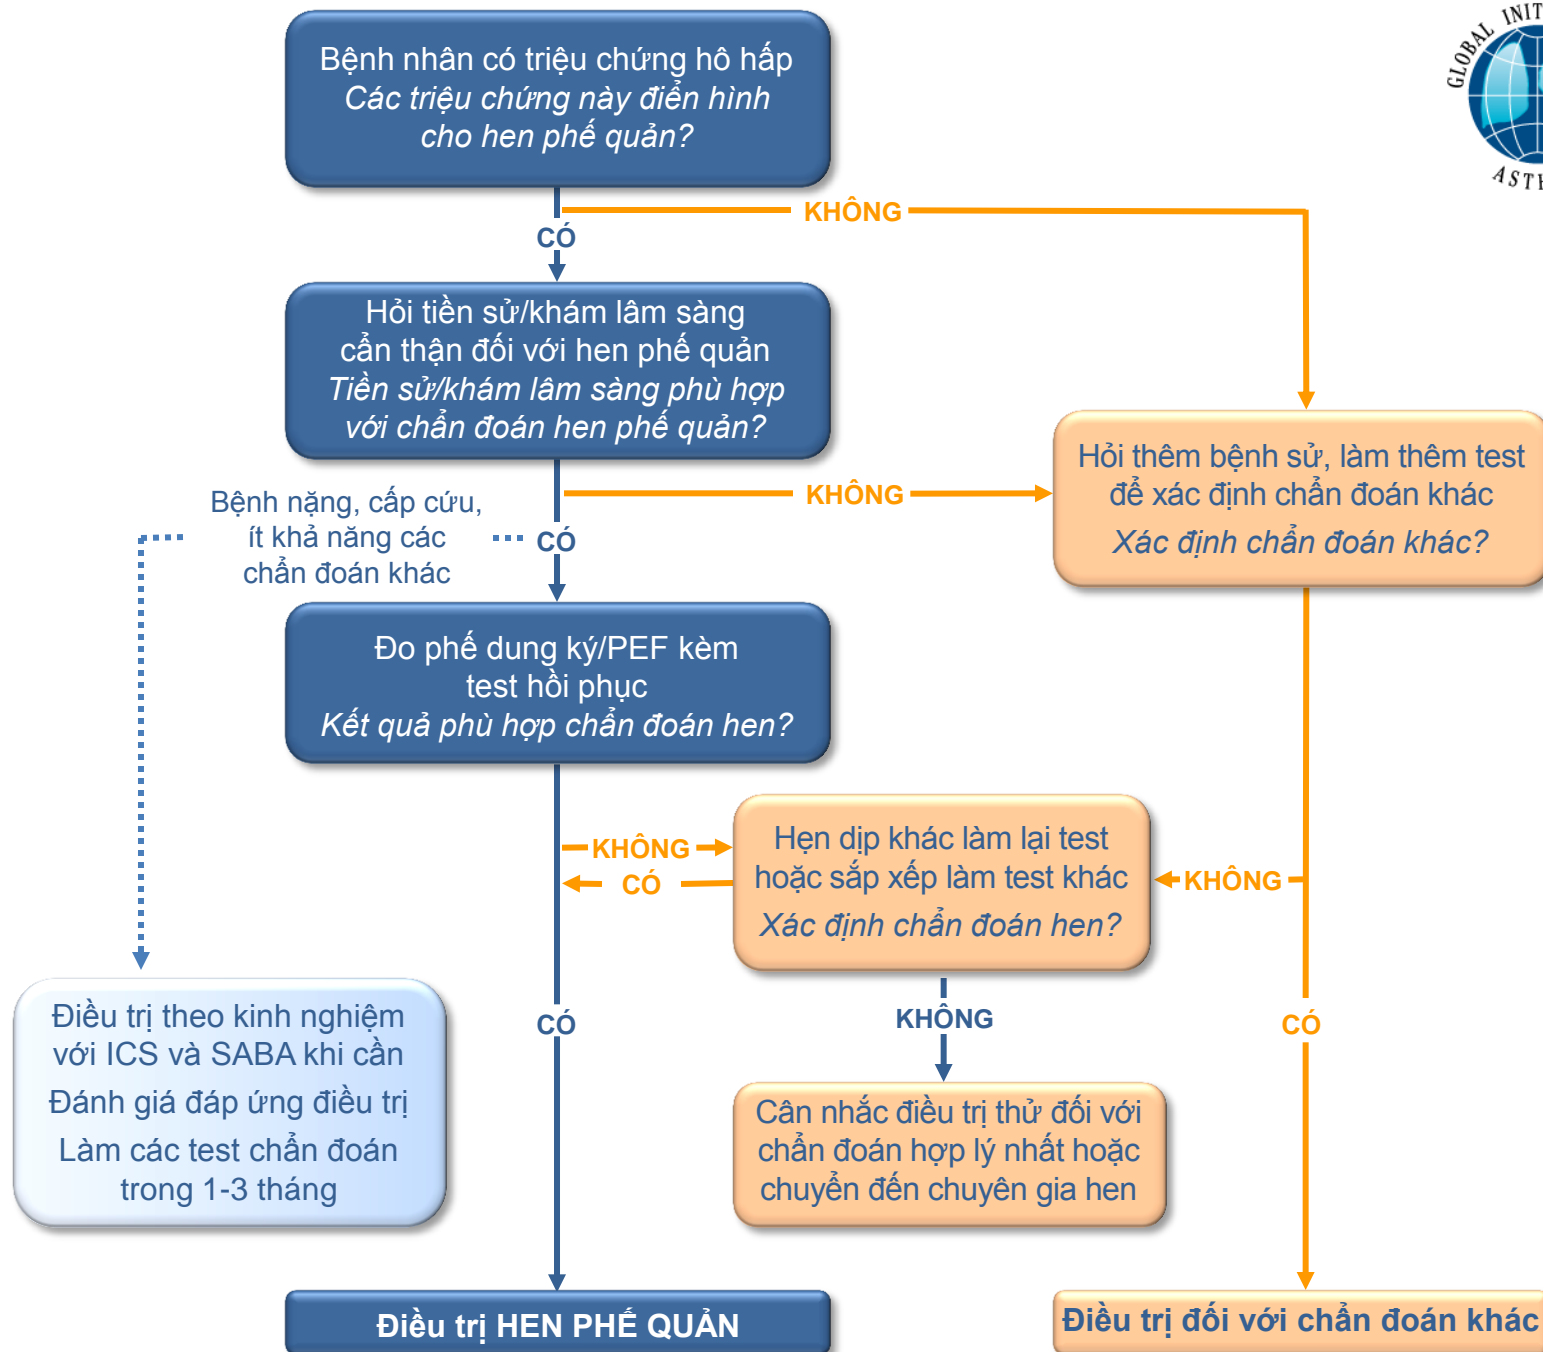 GLOBAL INIT
ASTH
Bệnh nhân có triệu chứng hô hấp
Các triệu chứng này điển hình
cho hen phế quản?
KHÔNG
CÓ
Hỏi tiền sử/khám lâm sàng
cẩn thận đối với hen phế quản
Tiền sử/khám lâm sàng phù hợp
với chẩn đoán hen phế quản?
Hỏi thêm bệnh sử, làm thêm test
để xác định chẩn đoán khác
Xác định chẩn đoán khác?
KHÔNG
Bệnh nặng, cấp cứu,
ít khả năng các
chẩn đoán khác
CÓ
Đo phế dung ký/PEF kèm
test hồi phục
Kết quả phù hợp chẩn đoán hen?
KHÔNG
CÓ
Hẹn dịp khác làm lại test
hoặc sắp xếp làm test khác
Xác định chẩn đoán hen?
KHÔNG
Điều trị theo kinh nghiệm
với ICS và SABA khi cần
Đánh giá đáp ứng điều trị
Làm các test chẩn đoán
trong 1-3 tháng
CÓ
KHÔNG
CÓ
Cân nhắc điều trị thử đối với
chẩn đoán hợp lý nhất hoặc
chuyển đến chuyên gia hen
Điều trị HEN PHẾ QUẢN
Điều trị đối với chẩn đoán khác